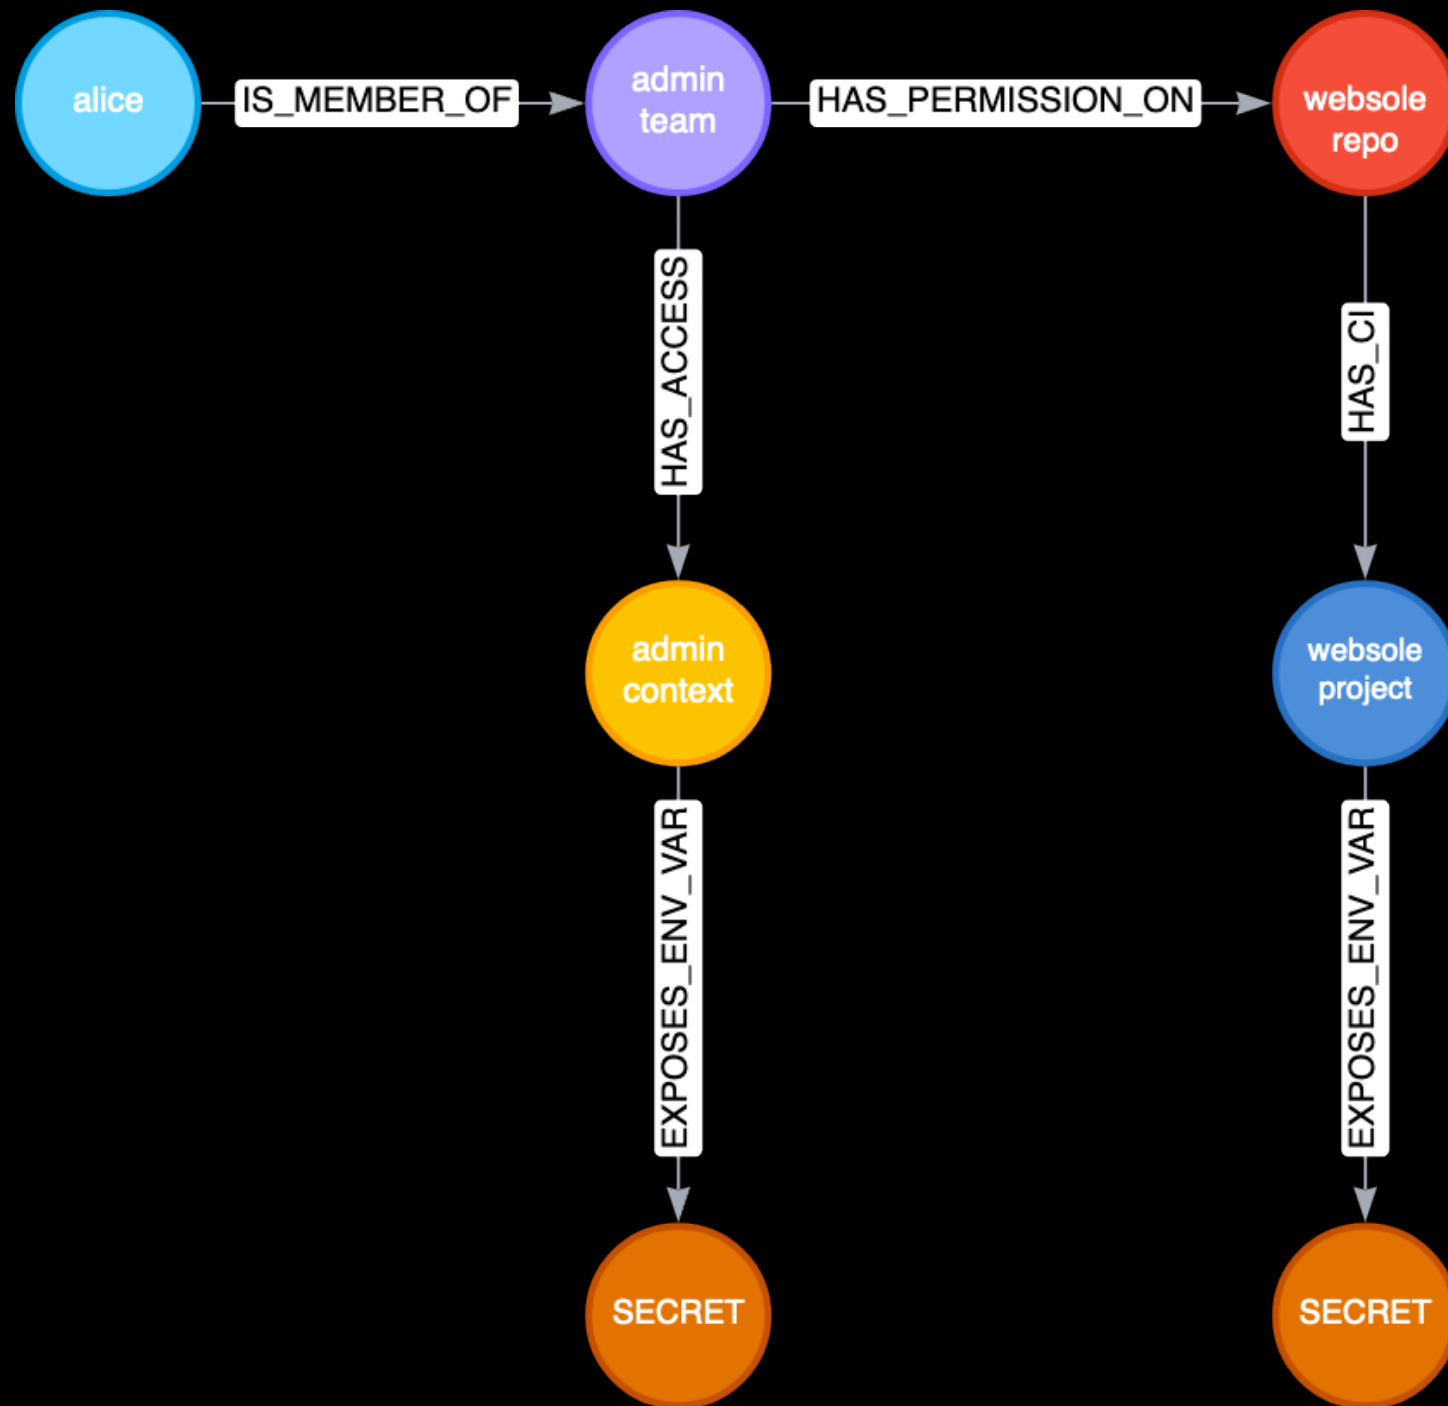 alice
IS_MEMBER_OF
admin
team
HAS_PERMISSION_ON
websole
repo
HAS_ACCESS
HAS_CI
admin
context
websole
project
EXPOSES_ENV_VAR
EXPOSES_ENV_VAR
SECRET
SECRET